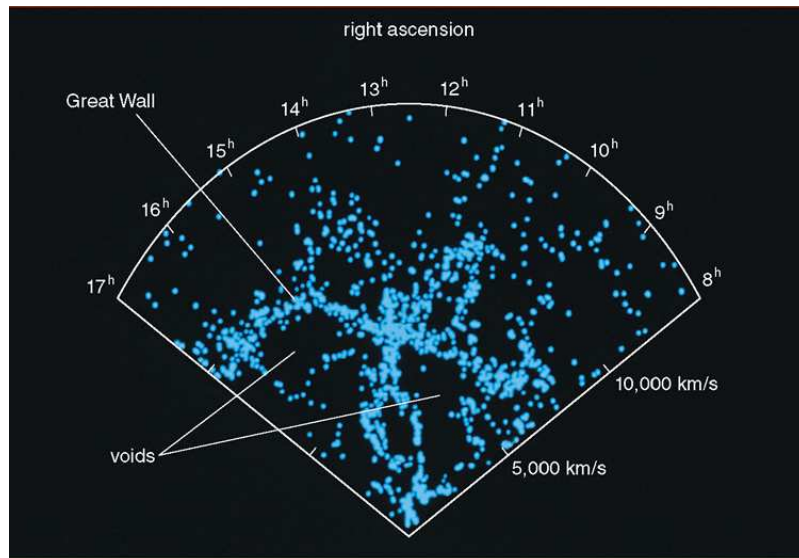 right ascension
Great Wall
17ʰ
16ʰ
15ʰ
14ʰ
13ʰ
12ʰ
11ʰ
10ʰ
9ʰ
8ʰ
10,000 km/s
5,000 km/s
voids